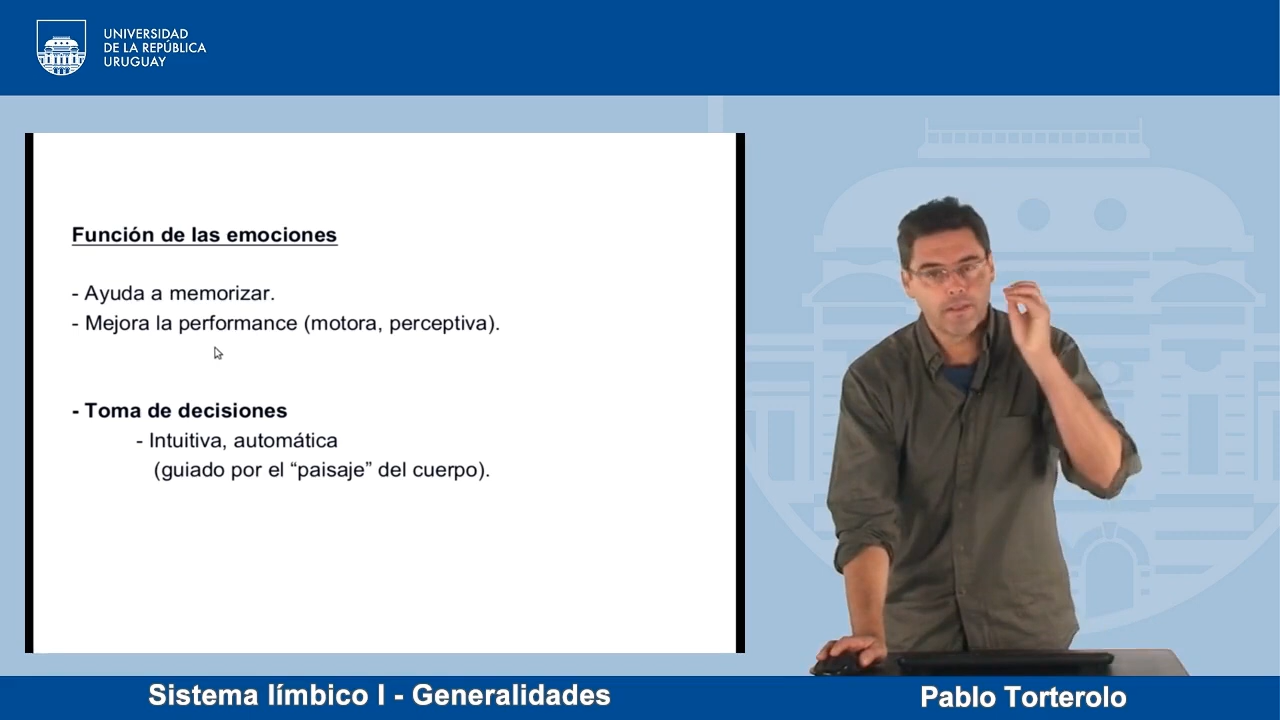 UNIVERSIDAD
DE LA REPÚBLICA
URUGUAY
Función de las emociones
- Ayuda a memorizar.
- Mejora la performance (motora, perceptiva).
- Toma de decisiones
- Intuitiva, automática
(guiado por el “paisaje” del cuerpo).
Sistema límbico I - Generalidades
Pablo Torterolo